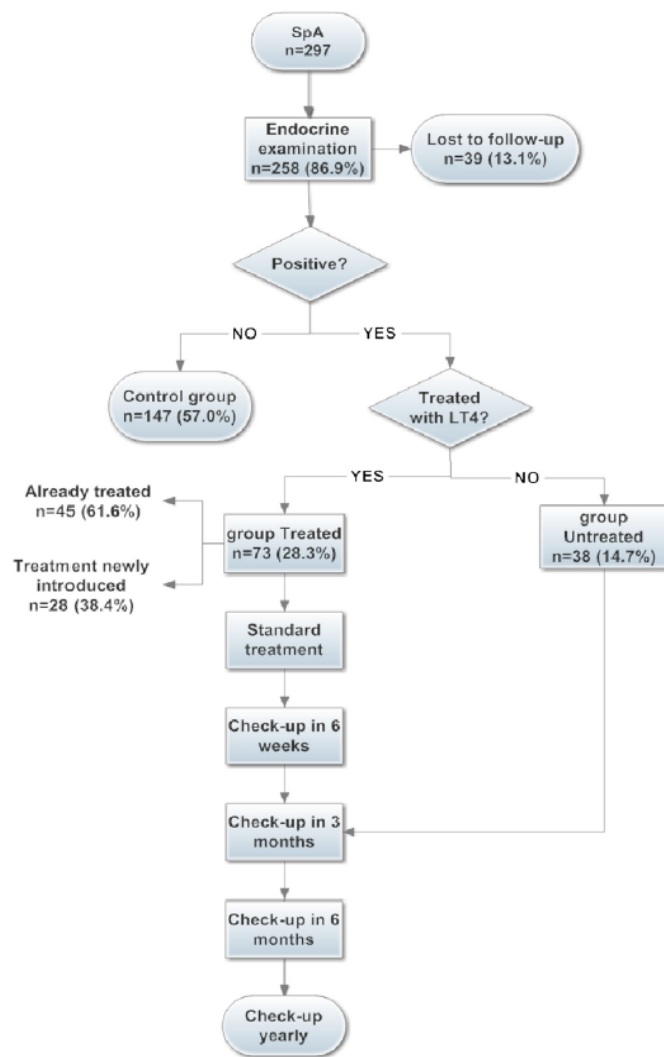 SpA
n=297
Endocrine
examination
n=258 (86.9%)
Lost to follow-up
n=39 (13.1%)
Positive?
NO
YES
Control group
n=147 (57.0%)
Treated
with LT4?
YES
NO
Already treated
n=45 (61.6%)
Treatment newly
introduced
n=28 (38.4%)
group Treated
n=73 (28.3%)
group
Untreated
n=38 (14.7%)
Standard
treatment
Check-up in 6
weeks
Check-up in 3
months
Check-up in 6
months
Check-up
yearly